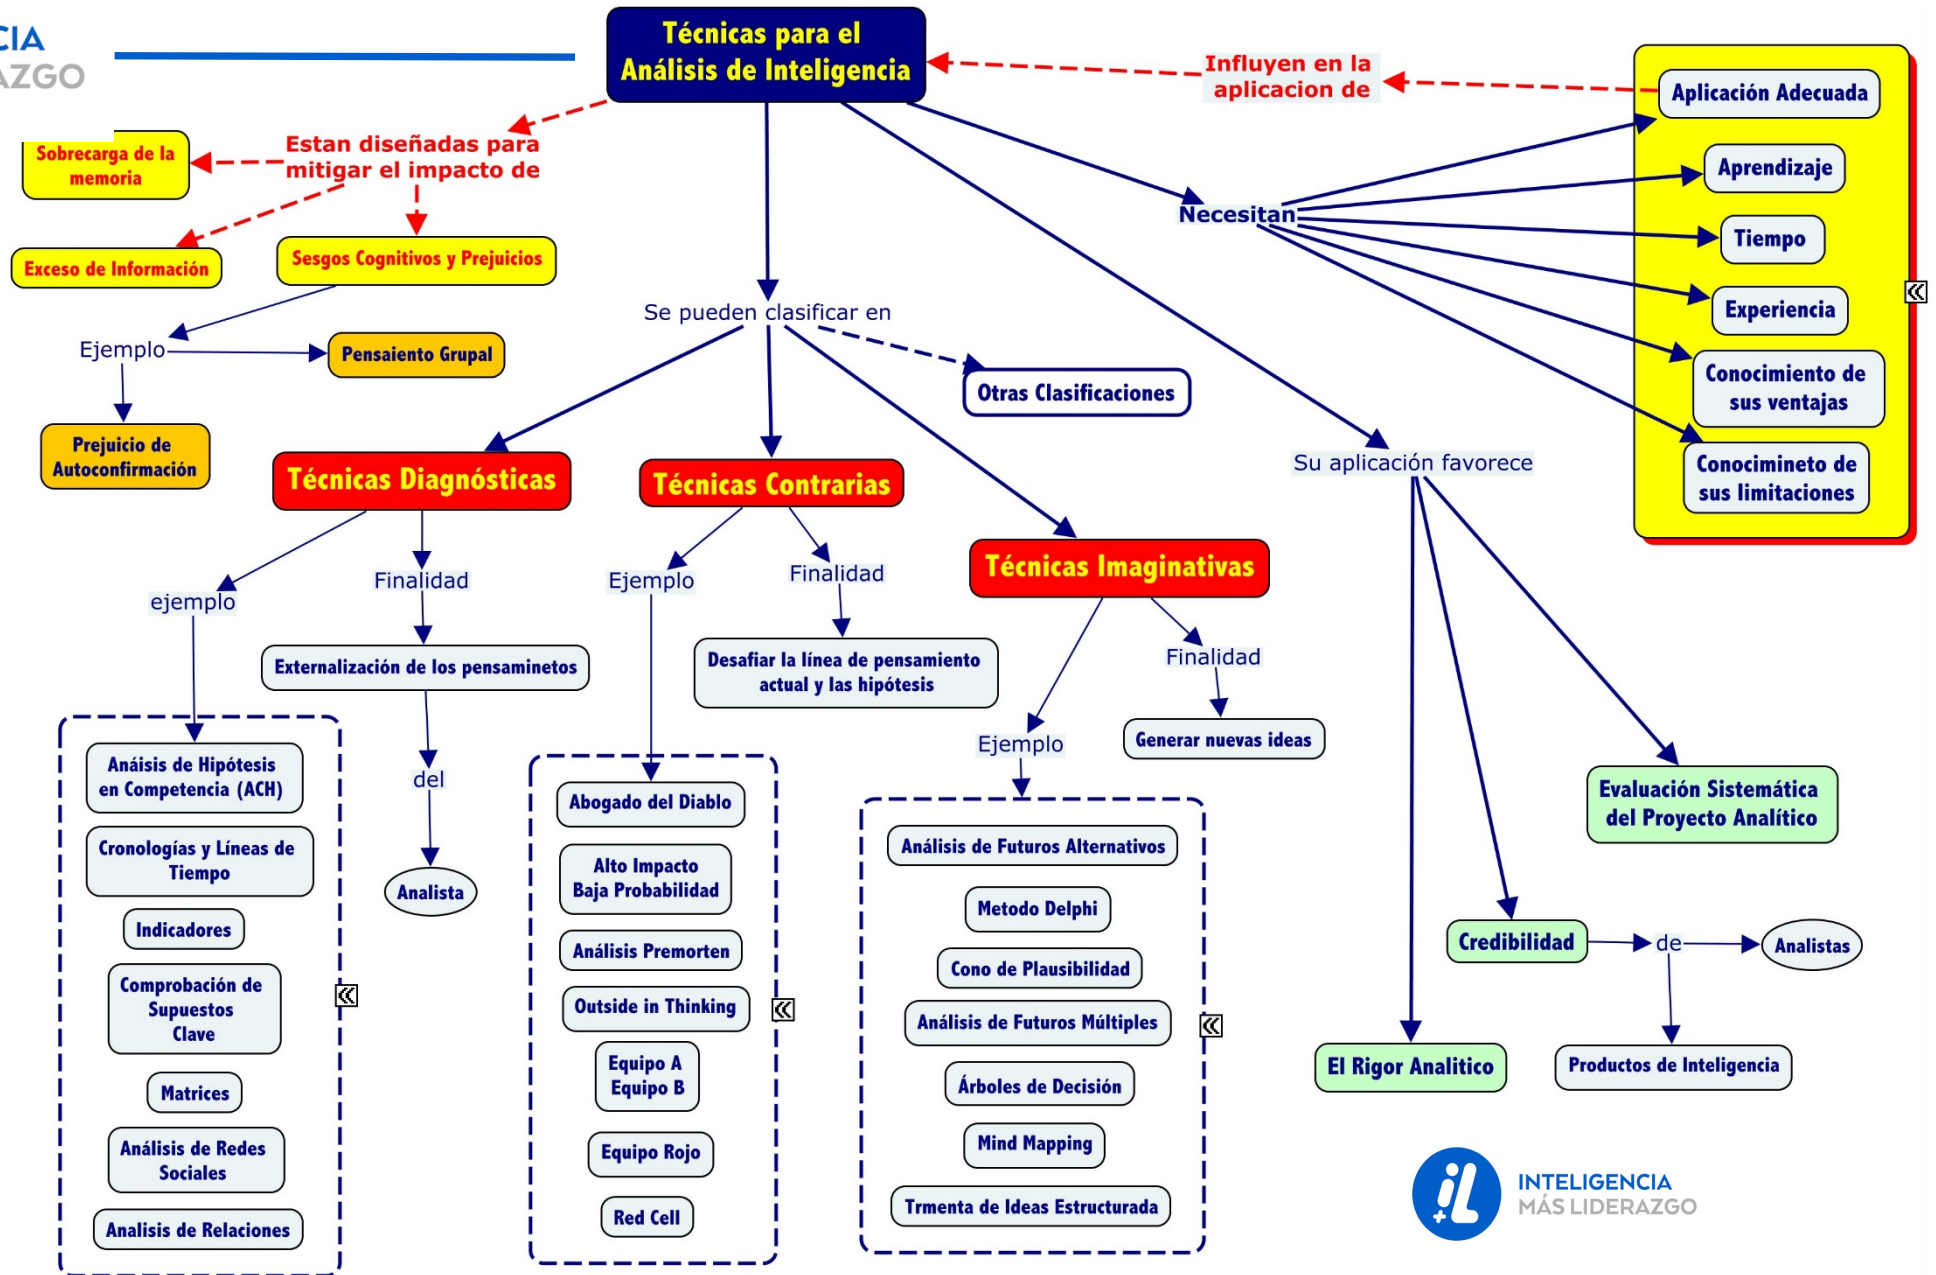 CIA
AZGO
Técnicas para el
Análisis de Inteligencia
Influyen en la
aplicacion de
Estan diseñadas para
mitigar el impacto de
Sobrecarga de la
memoria
Exceso de Información
Sesgos Cognitivos y Prejuicios
Ejemplo
Pensaiento Grupal
Prejuicio de
Autoconfirmación
Necesitan
Aplicación Adecuada
Aprendizaje
Tiempo
Experiencia
Conocimiento de
sus ventajas
Conocimineto de
sus limitaciones
Se pueden clasificar en
Otras Clasificaciones
Técnicas Diagnósticas
ejemplo
Finalidad
Externalización de los pensaminetos
del
Analista
Anáisis de Hipótesis
en Competencia (ACH)
Cronologías y Líneas de
Tiempo
Indicadores
Comprobación de
Supuestos
Clave
Matrices
Análisis de Redes
Sociales
Analisis de Relaciones
Técnicas Contrarias
Ejemplo
Finalidad
Desafiar la línea de pensamiento
actual y las hipótesis
Abogado del Diablo
Alto Impacto
Baja Probabilidad
Análisis Premorten
Outside in Thinking
Equipo A
Equipo B
Equipo Rojo
Red Cell
Técnicas Imaginativas
Finalidad
Generar nuevas ideas
Ejemplo
Análisis de Futuros Alternativos
Metodo Delphi
Cono de Plausibilidad
Análisis de Futuros Múltiples
Árboles de Decisión
Mind Mapping
Trmenta de Ideas Estructurada
Su aplicación favorece
Evaluación Sistemática
del Proyecto Analítico
Credibilidad
de
Analistas
Productos de Inteligencia
El Rigor Analitico
iL+
INTELIGENCIA
MÁS LIDERAZGO